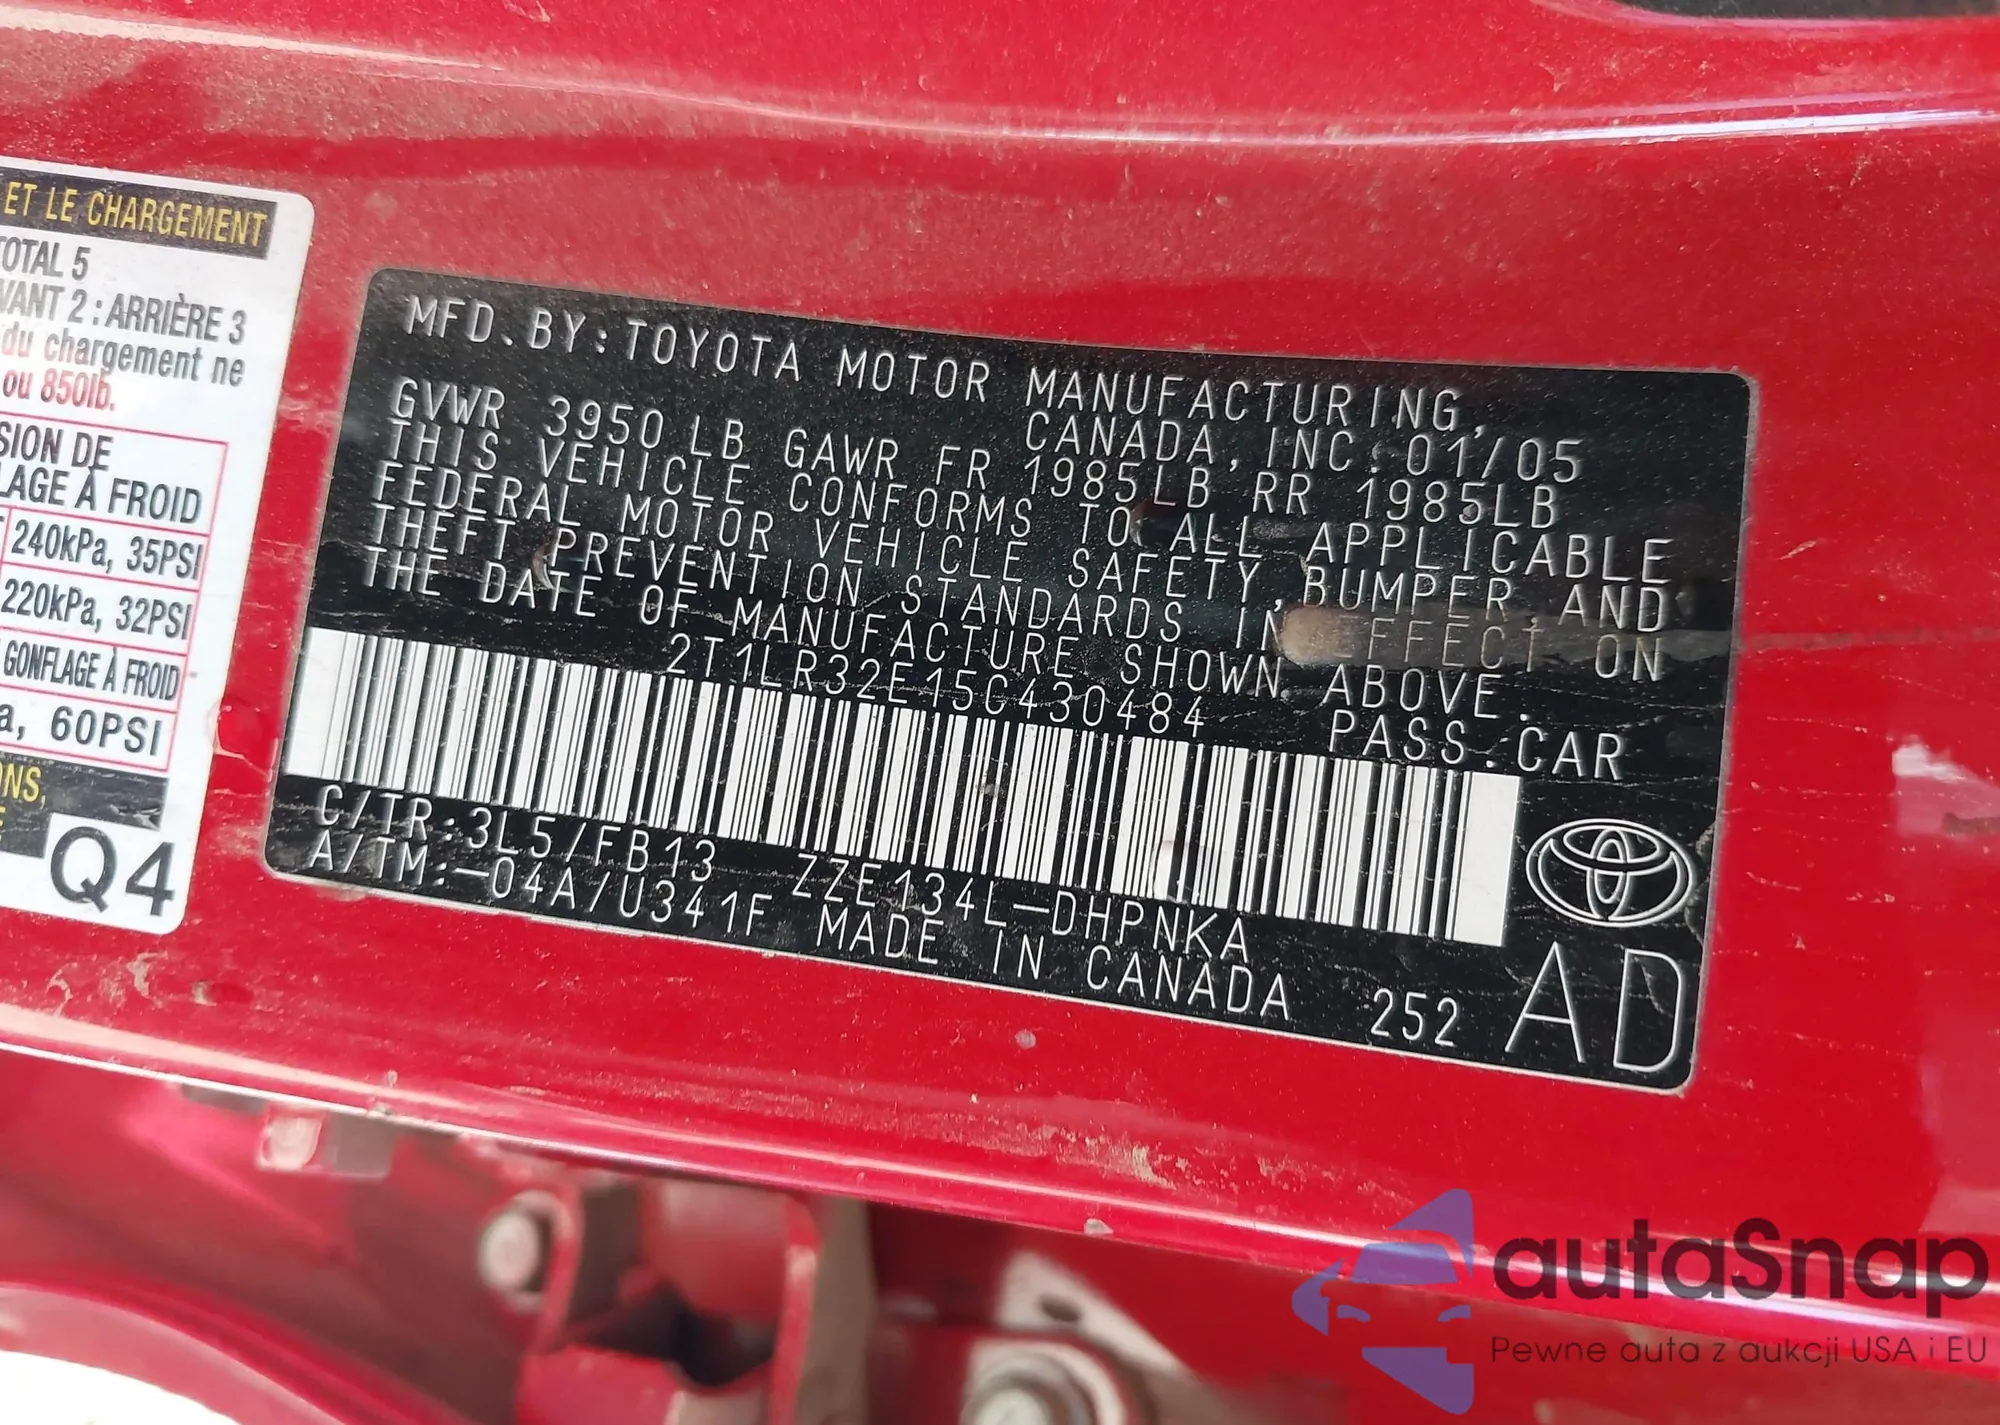 ET LE CHARGEMENT
TOTAL 5
VANT 2 : ARRIÈRE 3
du chargement ne
ou 850lb.
SION DE
LAGE À FROID
240kPa, 35PSI
220kPa, 32PSI
GONFLAGE À FROID
a, 60PSI
ONS,
Q4
MFD.BY:TOYOTA MOTOR MANUFACTURING,
CANADA, INC. 01/05
GVWR 3950 LB GAWR FR 1985LB RR 1985LB
THIS VEHICLE CONFORMS TO ALL APPLICABLE
FEDERAL MOTOR VEHICLE SAFETY, BUMPER, AND
THEFT PREVENTION STANDARDS IN EFFECT ON
THE DATE OF MANUFACTURE SHOWN ABOVE.
2T1LR32E15C430484 PASS.CAR
C/TR:3L5/FB13 ZZE134L-DHPNKA
A/TM:-04A/U341F MADE IN CANADA 252 AD
autaSnap
Pewne auta z aukcji USA i EU